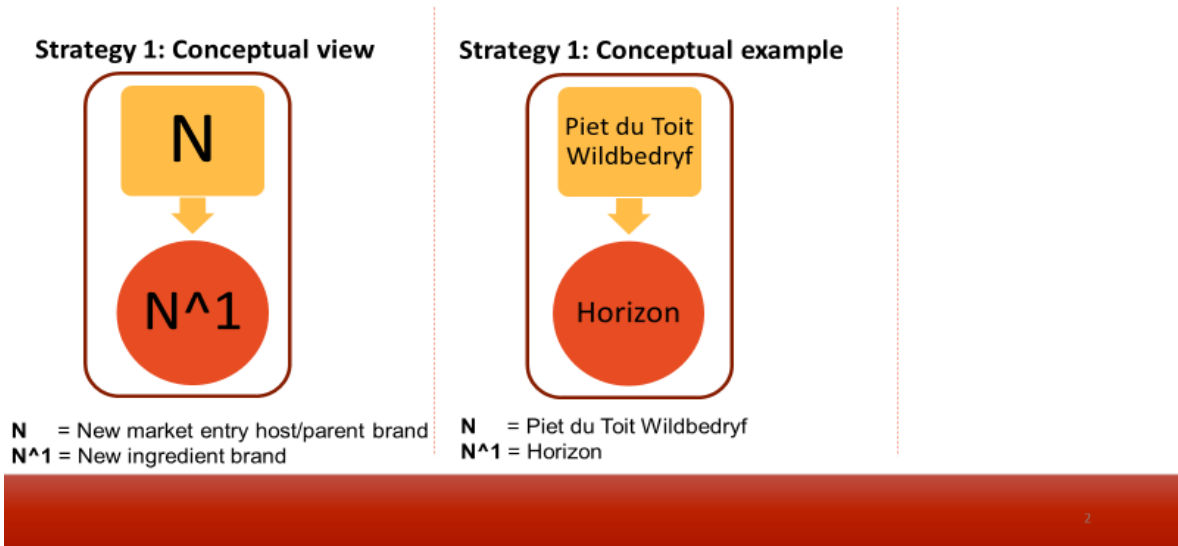 Strategy 1: Conceptual view
N
N^1
N = New market entry host/parent brand
N^1 = New ingredient brand
Strategy 1: Conceptual example
Piet du Toit
Wildbedryf
Horizon
N = Piet du Toit Wildbedryf
N^1 = Horizon
2